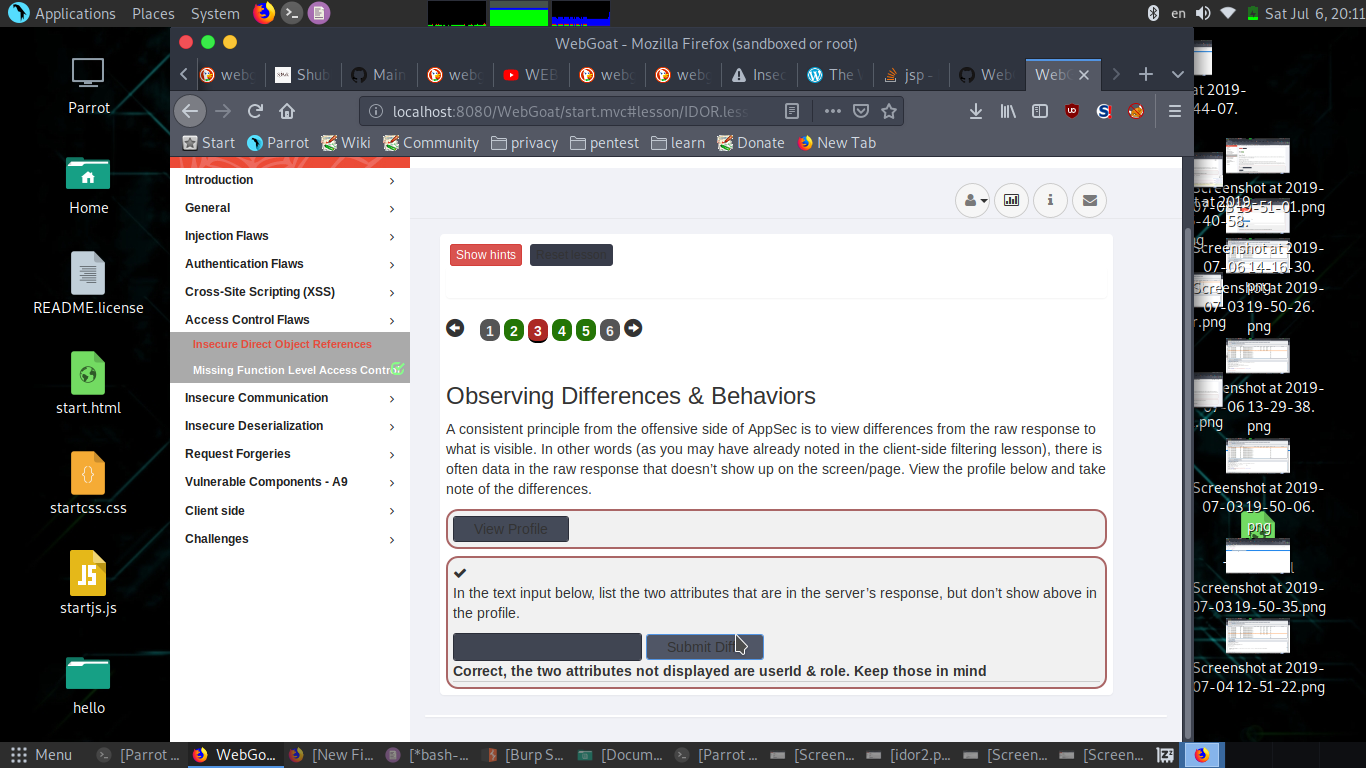 Applications Places System
en Sat Jul 6, 20:11
WebGoat - Mozilla Firefox (sandboxed or root)
webg Shub Main webg WEB webg webg Insec The W jsp - Web WebG
localhost:8080/WebGoat/start.mvc#lesson/IDOR.less
Start Parrot Wiki Community privacy pentest learn Donate New Tab
Parrot
Home
README.license
start.html
startcss.css
JS
startjs.js
hello
Introduction
General
Injection Flaws
Authentication Flaws
Cross-Site Scripting (XSS)
Access Control Flaws
Insecure Direct Object References
Missing Function Level Access Control
Insecure Communication
Insecure Deserialization
Request Forgeries
Vulnerable Components - A9
Client side
Challenges
Show hints Reset lesson
1 2 3 4 5 6
Observing Differences & Behaviors
A consistent principle from the offensive side of AppSec is to view differences from the raw response to
what is visible. In other words (as you may have already noted in the client-side filtering lesson), there is
often data in the raw response that doesn't show up on the screen/page. View the profile below and take
note of the differences.
View Profile
In the text input below, list the two attributes that are in the server's response, but don't show above in
the profile.
Submit Diffs
Correct, the two attributes not displayed are userId & role. Keep those in mind
at 2019-
44-07.
Screenshot at 2019-
07-03 19-51-01.png
t at 2019
-40-58.
Screenshot at 2019-
07-06 14-16-30.
png
Screenshot at 2019-
07-03 19-50-26.
png
r.png
Screenshot at 2019-
07-06 13-29-38.
png
Screenshot at 2019-
07-03 19-50-06.
png
Screenshot at 2019-
07-03 19-50-35.png
Screenshot at 2019-
07-04 12-51-22.png
Menu [Parrot ... WebGo... [New Fi... [*bash-... [Burp S... [Docum... [Parrot ... [Screen... [idor2.p... [Screen... [Screen...